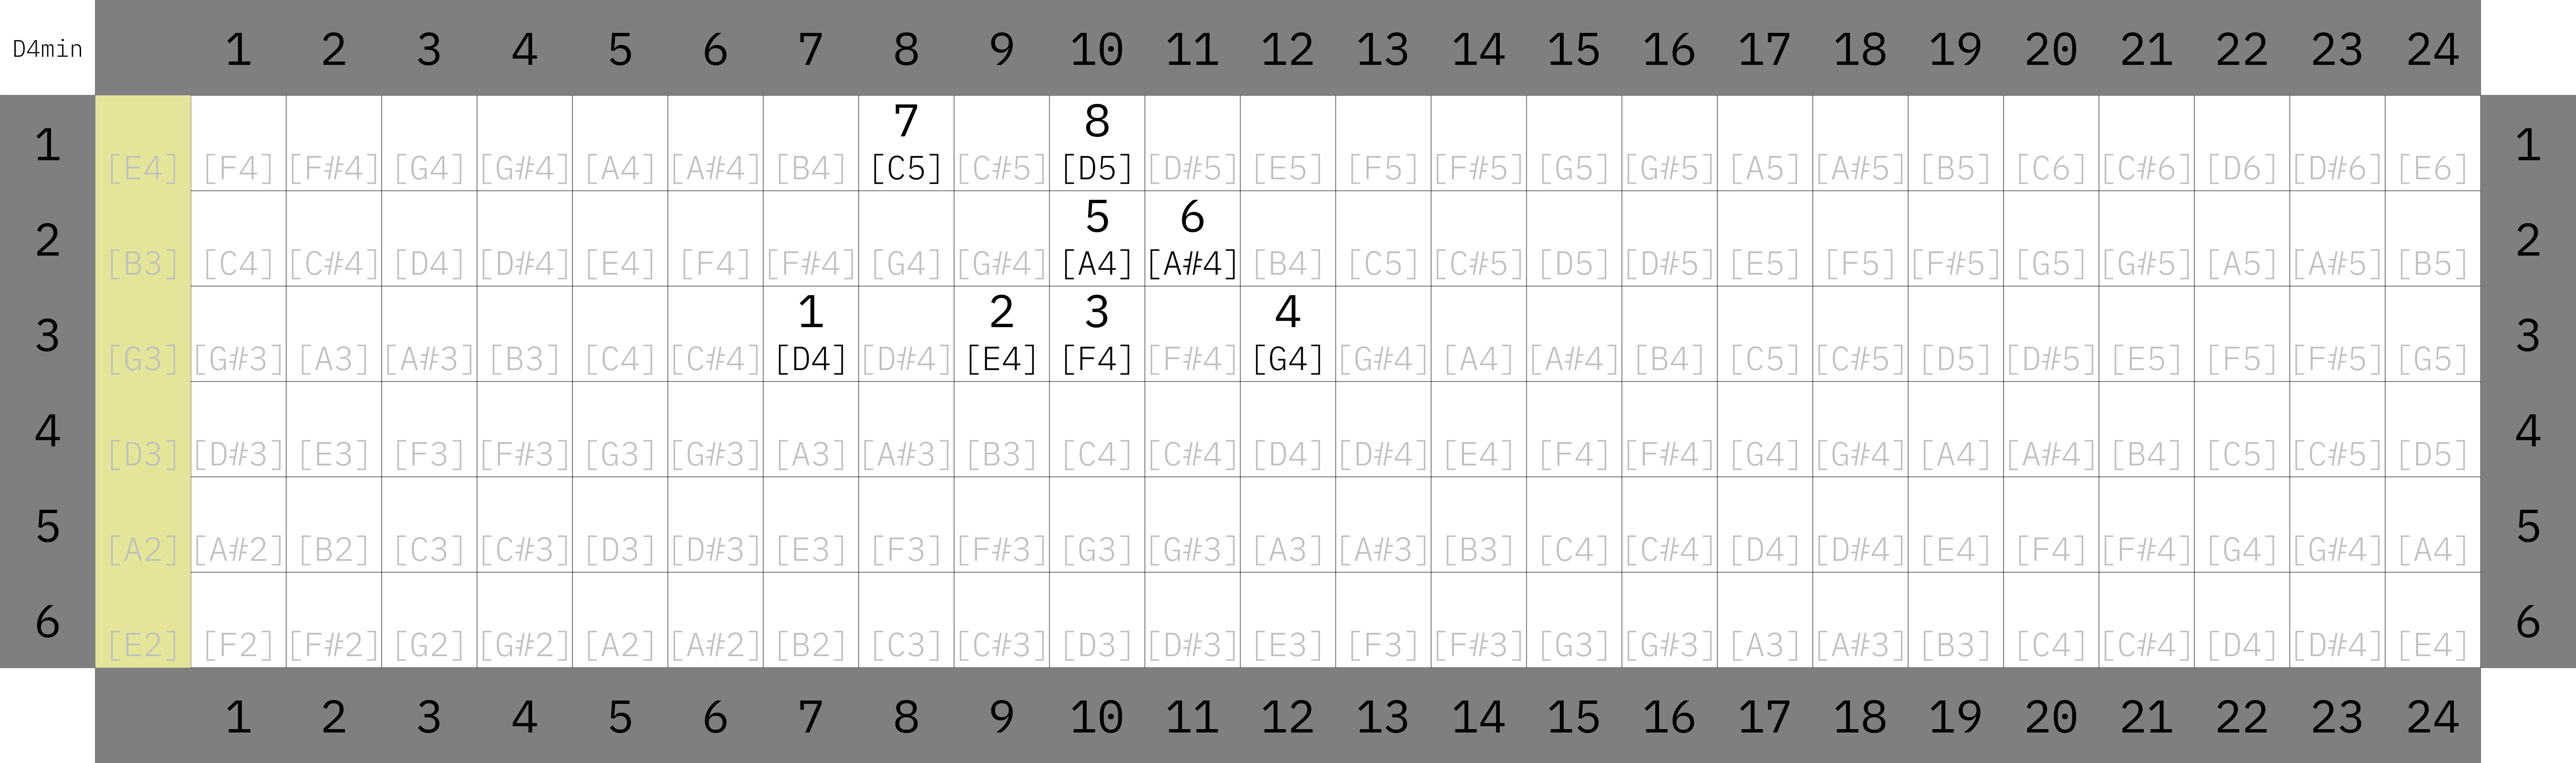 D4min 1 2 3 4 5 6 7 8 9 10 11 12 13 14 15 16 17 18 19 20 21 22 23 24
7 8
1 [E4] [F4] [F#4] [G4] [G#4] [A4] [A#4] [B4] [C5] [C#5] [D5] [D#5] [E5] [F5] [F#5] [G5] [G#5] [A5] [A#5] [B5] [C6] [C#6] [D6] [D#6] [E6] 1
5 6
2 [B3] [C4] [C#4] [D4] [D#4] [E4] [F4] [F#4] [G4] [G#4] [A4] [A#4] [B4] [C5] [C#5] [D5] [D#5] [E5] [F5] [F#5] [G5] [G#5] [A5] [A#5] [B5] 2
1 2 3 4
3 [G3] [G#3] [A3] [A#3] [B3] [C4] [C#4] [D4] [D#4] [E4] [F4] [F#4] [G4] [G#4] [A4] [A#4] [B4] [C5] [C#5] [D5] [D#5] [E5] [F5] [F#5] [G5] 3
4 [D3] [D#3] [E3] [F3] [F#3] [G3] [G#3] [A3] [A#3] [B3] [C4] [C#4] [D4] [D#4] [E4] [F4] [F#4] [G4] [G#4] [A4] [A#4] [B4] [C5] [C#5] [D5] 4
5 [A2] [A#2] [B2] [C3] [C#3] [D3] [D#3] [E3] [F3] [F#3] [G3] [G#3] [A3] [A#3] [B3] [C4] [C#4] [D4] [D#4] [E4] [F4] [F#4] [G4] [G#4] [A4] 5
6 [E2] [F2] [F#2] [G2] [G#2] [A2] [A#2] [B2] [C3] [C#3] [D3] [D#3] [E3] [F3] [F#3] [G3] [G#3] [A3] [A#3] [B3] [C4] [C#4] [D4] [D#4] [E4] 6
1 2 3 4 5 6 7 8 9 10 11 12 13 14 15 16 17 18 19 20 21 22 23 24